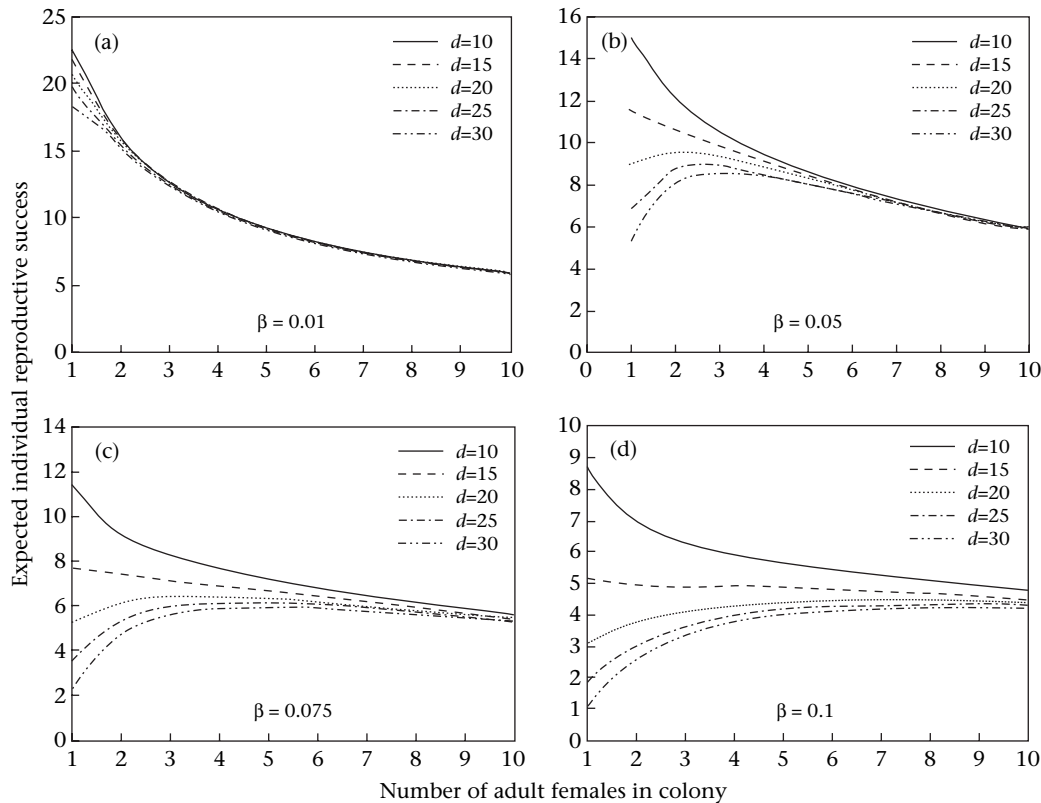 25
20
15
10
5
0
(a)
d=10
d=15
d=20
d=25
d=30
β = 0.01
1 2 3 4 5 6 7 8 9 10
16
14
12
10
8
6
4
2
0
(b)
d=10
d=15
d=20
d=25
d=30
β = 0.05
0 1 2 3 4 5 6 7 8 9 10
Expected individual reproductive success
14
12
10
8
6
4
2
0
(c)
d=10
d=15
d=20
d=25
d=30
β = 0.075
1 2 3 4 5 6 7 8 9 10
10
9
8
7
6
5
4
3
2
1
0
(d)
d=10
d=15
d=20
d=25
d=30
β = 0.1
1 2 3 4 5 6 7 8 9 10
Number of adult females in colony